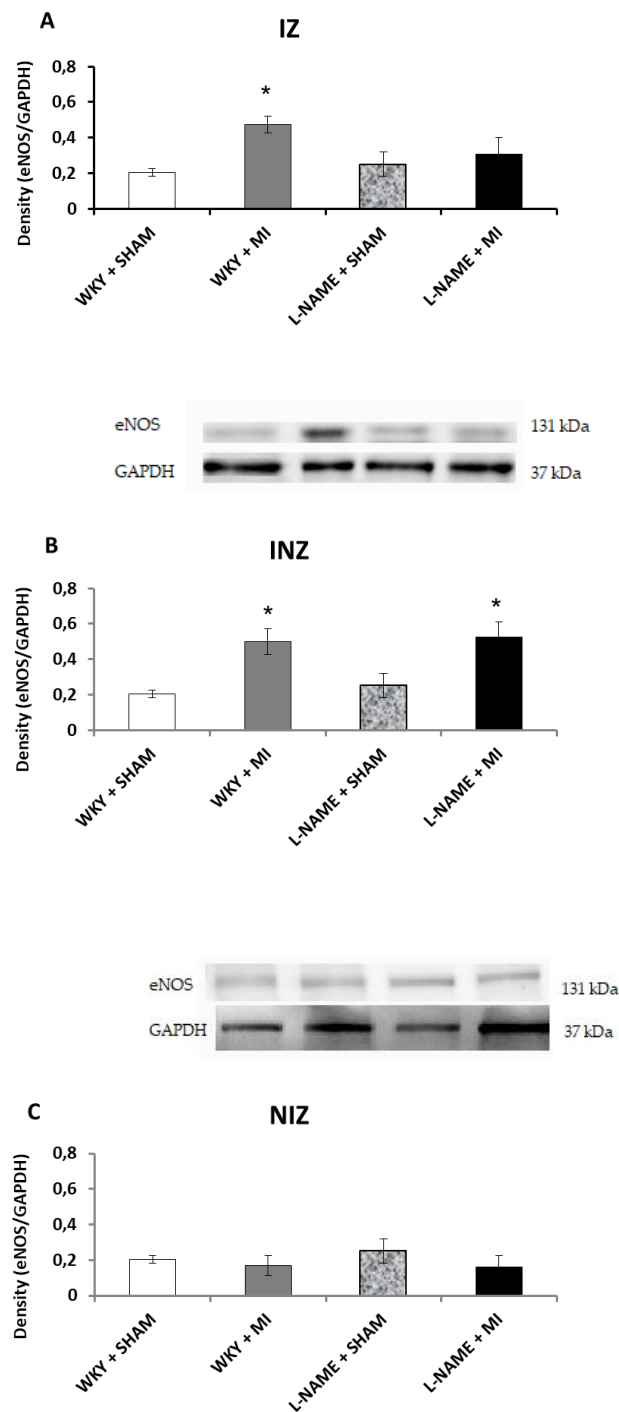 A
IZ
Density (eNOS/GAPDH)
0,8
0,6
0,4
0,2
0
*
WKY + SHAM
WKY + MI
L-NAME + SHAM
L-NAME + MI
eNOS
131 kDa
GAPDH
37 kDa
B
INZ
Density (eNOS/GAPDH)
0,8
0,6
0,4
0,2
0
*
*
WKY + SHAM
WKY + MI
L-NAME + SHAM
L-NAME + MI
eNOS
131 kDa
GAPDH
37 kDa
C
NIZ
Density (eNOS/GAPDH)
0,8
0,6
0,4
0,2
0
WKY + SHAM
WKY + MI
L-NAME + SHAM
L-NAME + MI